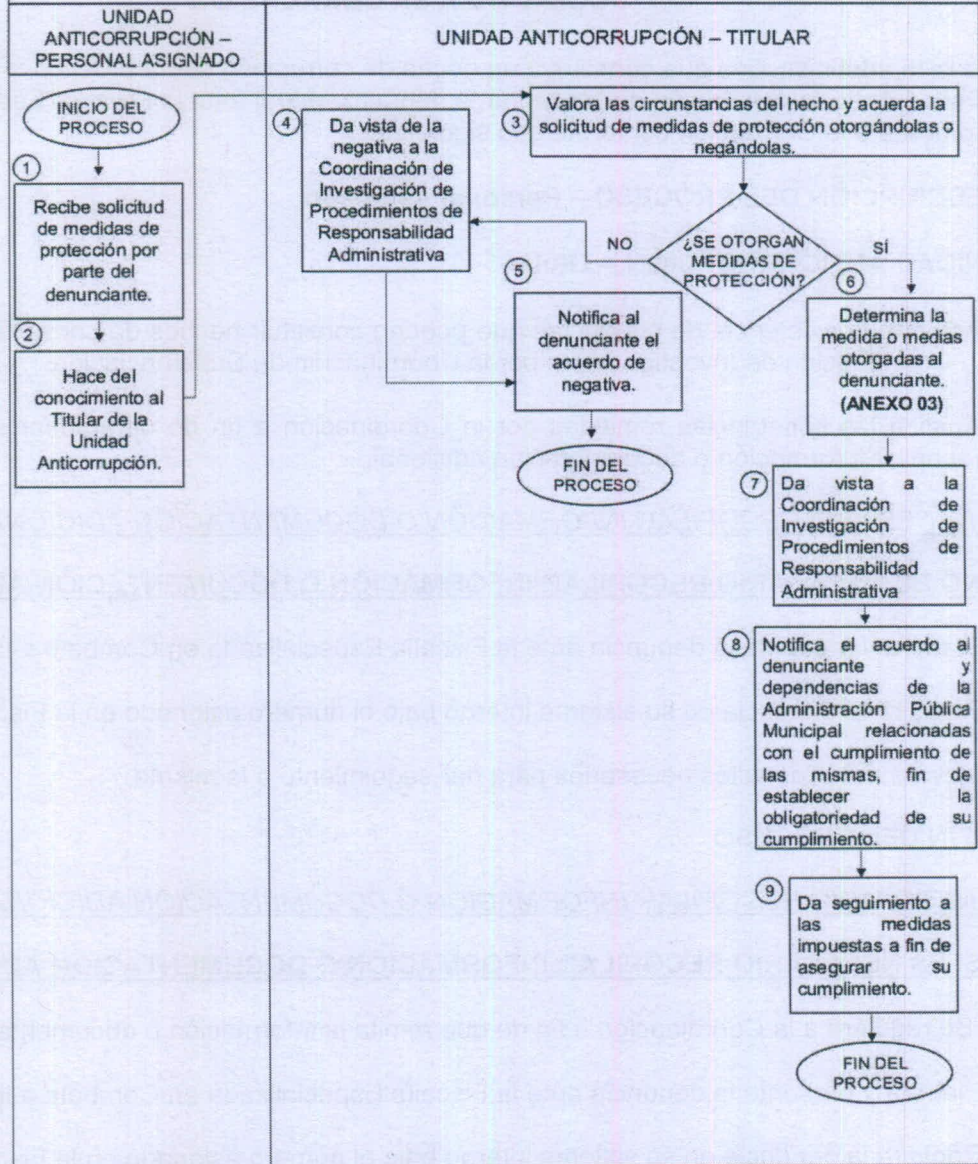 UNIDAD
ANTICORRUPCIÓN –
PERSONAL ASIGNADO
UNIDAD ANTICORRUPCIÓN – TITULAR
INICIO DEL
PROCESO
1
Recibe solicitud
de medidas de
protección por
parte del
denunciante.
2
Hace del
conocimiento al
Titular de la
Unidad
Anticorrupción.
3
Valora las circunstancias del hecho y acuerda la
solicitud de medidas de protección otorgándolas o
negándolas.
¿SE OTORGAN
MEDIDAS DE
PROTECCIÓN?
NO
SÍ
4
Da vista de la
negativa a la
Coordinación de
Investigación de
Procedimientos de
Responsabilidad
Administrativa
5
Notifica al
denunciante el
acuerdo de
negativa.
FIN DEL
PROCESO
6
Determina la
medida o medías
otorgadas al
denunciante.
(ANEXO 03)
7
Da vista a la
Coordinación de
Investigación de
Procedimientos de
Responsabilidad
Administrativa
8
Notifica el acuerdo al
denunciante y
dependencias de la
Administración Pública
Municipal relacionadas
con el cumplimiento de
las mismas, fin de
establecer la
obligatoriedad de su
cumplimiento.
9
Da seguimiento a
las medidas
impuestas a fin de
asegurar su
cumplimiento.
FIN DEL
PROCESO